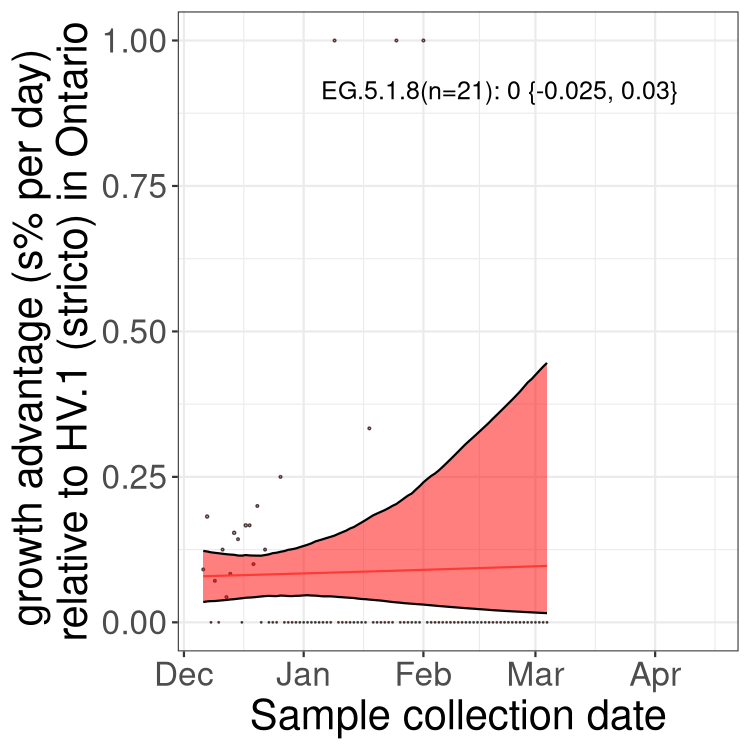 growth advantage (s% per day)
relative to HV.1 (stricto) in Ontario
1.00
0.75
0.50
0.25
0.00
EG.5.1.8(n=21): 0 {-0.025, 0.03}
Dec
Jan
Feb
Mar
Apr
Sample collection date